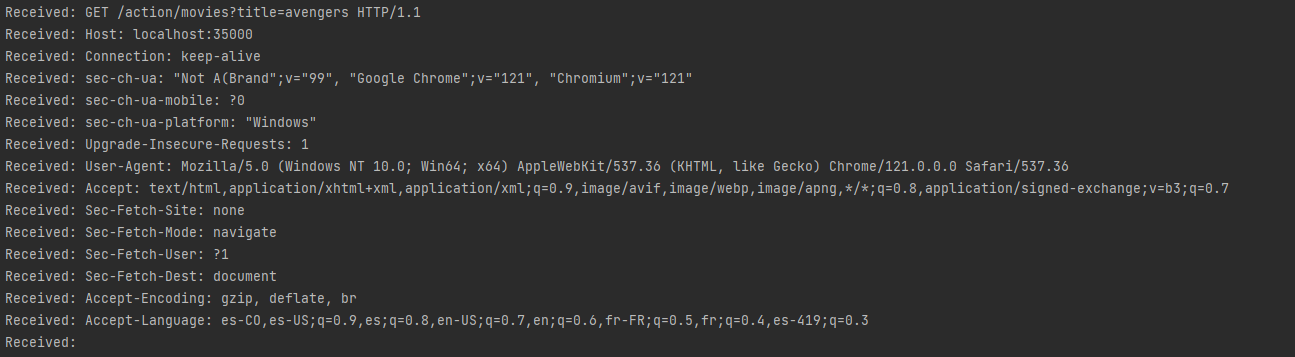 Received: GET /action/movies?title=avengers HTTP/1.1
Received: Host: localhost:35000
Received: Connection: keep-alive
Received: sec-ch-ua: "Not A(Brand";v="99", "Google Chrome";v="121", "Chromium";v="121"
Received: sec-ch-ua-mobile: ?0
Received: sec-ch-ua-platform: "Windows"
Received: Upgrade-Insecure-Requests: 1
Received: User-Agent: Mozilla/5.0 (Windows NT 10.0; Win64; x64) AppleWebKit/537.36 (KHTML, like Gecko) Chrome/121.0.0.0 Safari/537.36
Received: Accept: text/html,application/xhtml+xml,application/xml;q=0.9,image/avif,image/webp,image/apng,*/*;q=0.8,application/signed-exchange;v=b3;q=0.7
Received: Sec-Fetch-Site: none
Received: Sec-Fetch-Mode: navigate
Received: Sec-Fetch-User: ?1
Received: Sec-Fetch-Dest: document
Received: Accept-Encoding: gzip, deflate, br
Received: Accept-Language: es-CO,es-US;q=0.9,es;q=0.8,en-US;q=0.7,en;q=0.6,fr-FR;q=0.5,fr;q=0.4,es-419;q=0.3
Received: